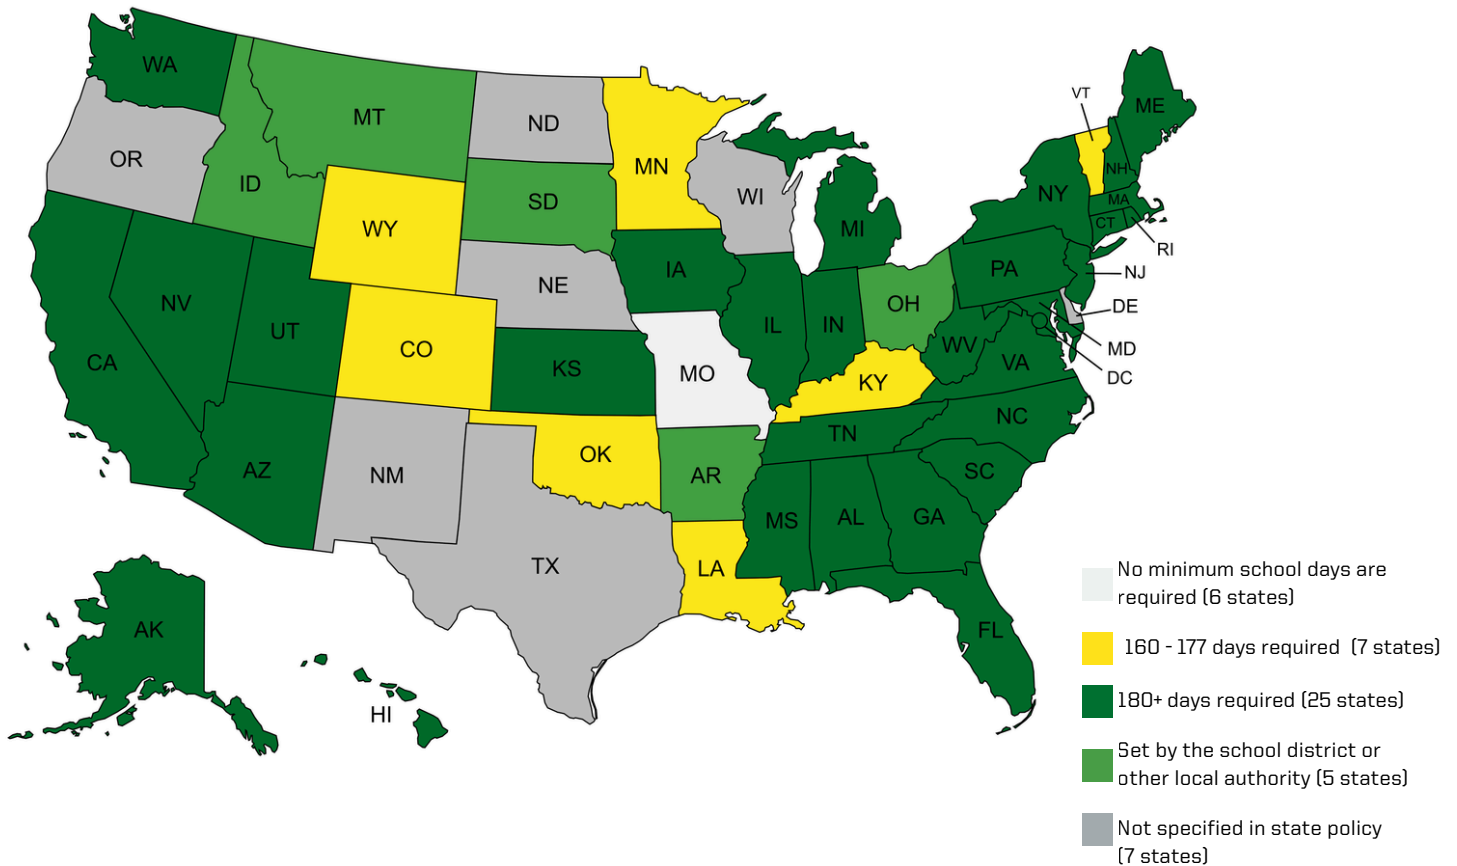 WA
OR
MT
ID
ND
MN
SD
WY
WI
NE
IA
MI
NY
VT
ME
NH
MA
CT
RI
PA
NJ
DE
MD
DC
OH
NV
UT
CO
CA
KS
MO
IL
IN
WV
VA
KY
NC
TN
SC
AZ
NM
OK
AR
MS
AL
GA
TX
LA
FL
AK
HI
No minimum school days are
required (6 states)
160 - 177 days required (7 states)
180+ days required (25 states)
Set by the school district or
other local authority (5 states)
Not specified in state policy
(7 states)